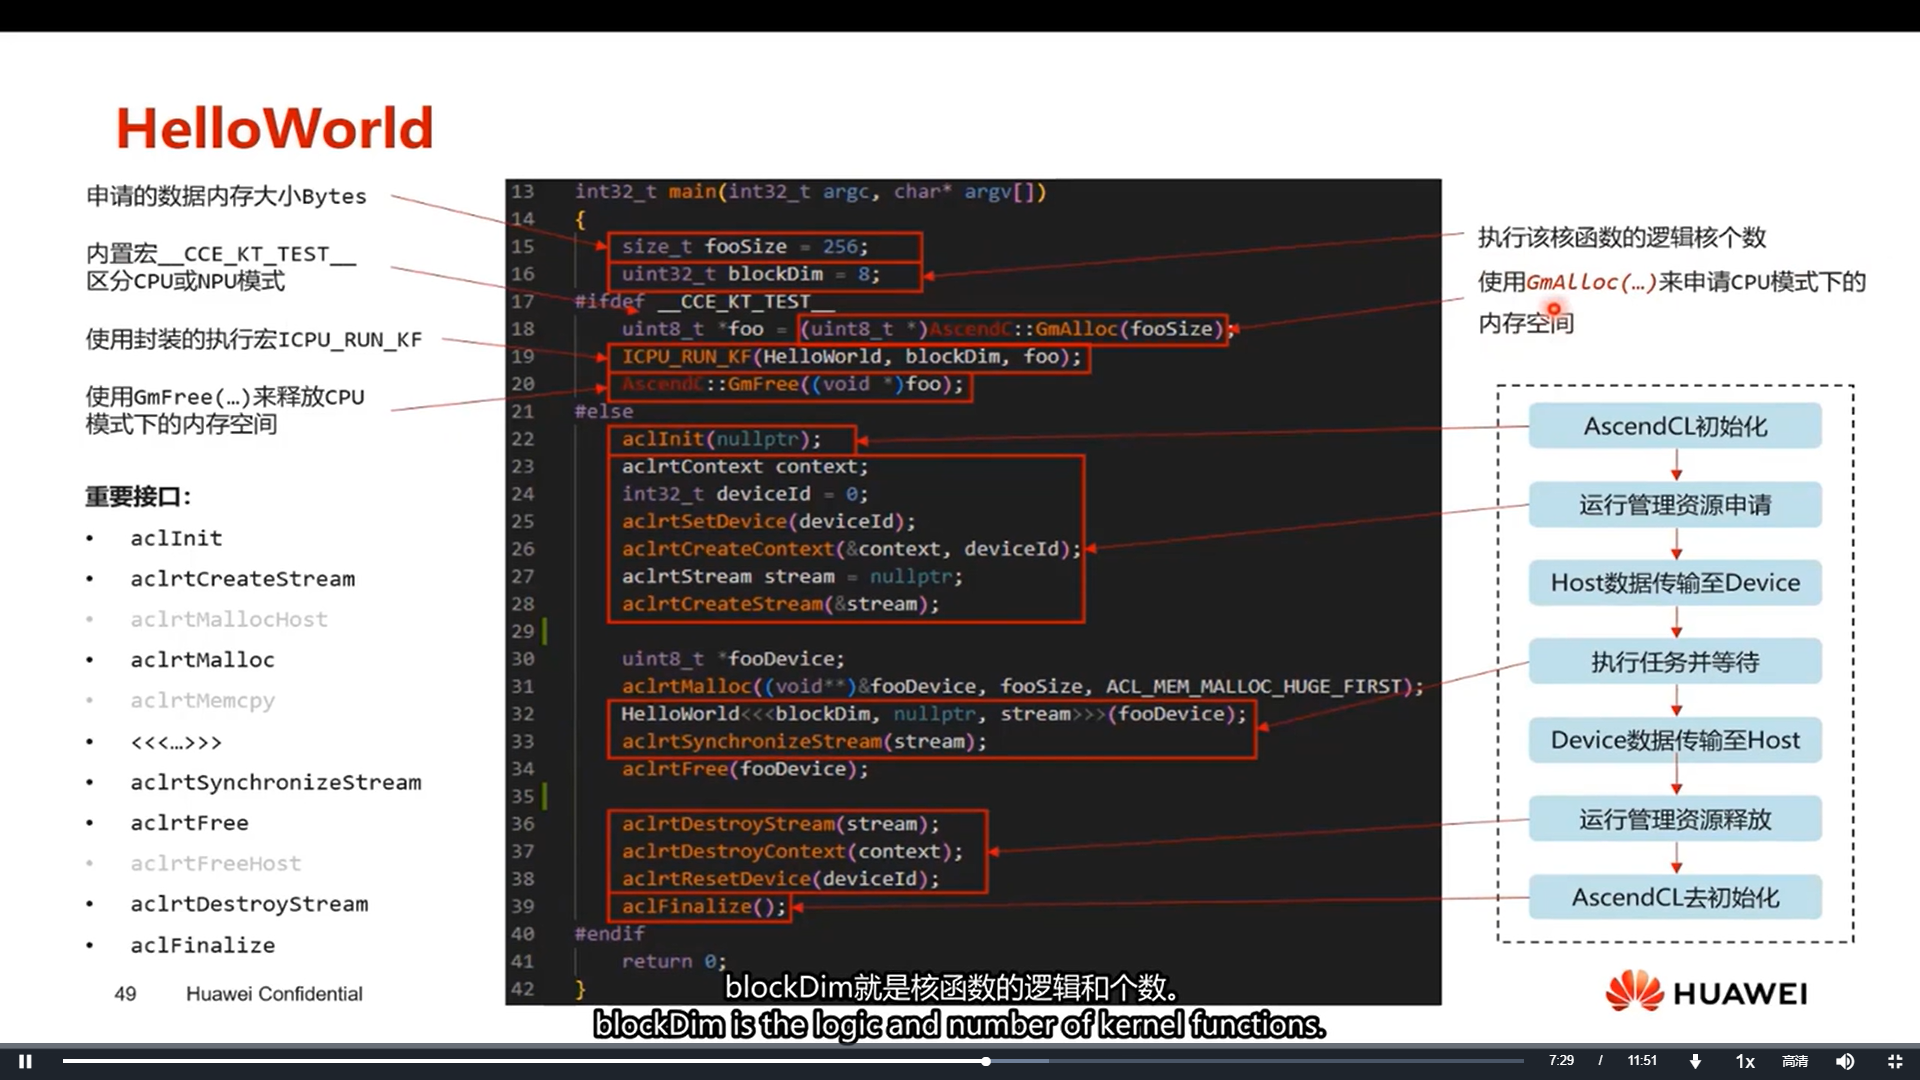 HelloWorld
申请的数据内存大小Bytes
内置宏__CCE_KT_TEST__
区分CPU或NPU模式
使用封装的执行宏ICPU_RUN_KF
使用GmFree(…)来释放CPU
模式下的内存空间
重要接口:
• aclInit
• aclrtCreateStream
• aclrtMallocHost
• aclrtMalloc
• aclrtMemcpy
• <<<…>>>
• aclrtSynchronizeStream
• aclrtFree
• aclrtFreeHost
• aclrtDestroyStream
• aclFinalize
13 int32_t main(int32_t argc, char* argv[])
14 {
15 size_t fooSize = 256;
16 uint32_t blockDim = 8;
17 #ifdef __CCE_KT_TEST__
18 uint8_t *foo = (uint8_t *)AscendC::GmAlloc(fooSize);
19 ICPU_RUN_KF(HelloWorld, blockDim, foo);
20 AscendC::GmFree((void *)foo);
21 #else
22 aclInit(nullptr);
23 aclrtContext context;
24 int32_t deviceId = 0;
25 aclrtSetDevice(deviceId);
26 aclrtCreateContext(&context, deviceId);
27 aclrtStream stream = nullptr;
28 aclrtCreateStream(&stream);
29
30 uint8_t *fooDevice;
31 aclrtMalloc((void**)&fooDevice, fooSize, ACL_MEM_MALLOC_HUGE_FIRST);
32 HelloWorld<<<blockDim, nullptr, stream>>>(fooDevice);
33 aclrtSynchronizeStream(stream);
34 aclrtFree(fooDevice);
35
36 aclrtDestroyStream(stream);
37 aclrtDestroyContext(context);
38 aclrtResetDevice(deviceId);
39 aclFinalize();
40 #endif
41 return 0;
42 }
执行该核函数的逻辑核个数
使用GmAlloc(…)来申请CPU模式下的
内存空间
AscendCL初始化
运行管理资源申请
Host数据传输至Device
执行任务并等待
Device数据传输至Host
运行管理资源释放
AscendCL去初始化
49 Huawei Confidential
HUAWEI
blockDim就是核函数的逻辑和个数。
blockDim is the logic and number of kernel functions.
7:29 / 11:51 1x 高清